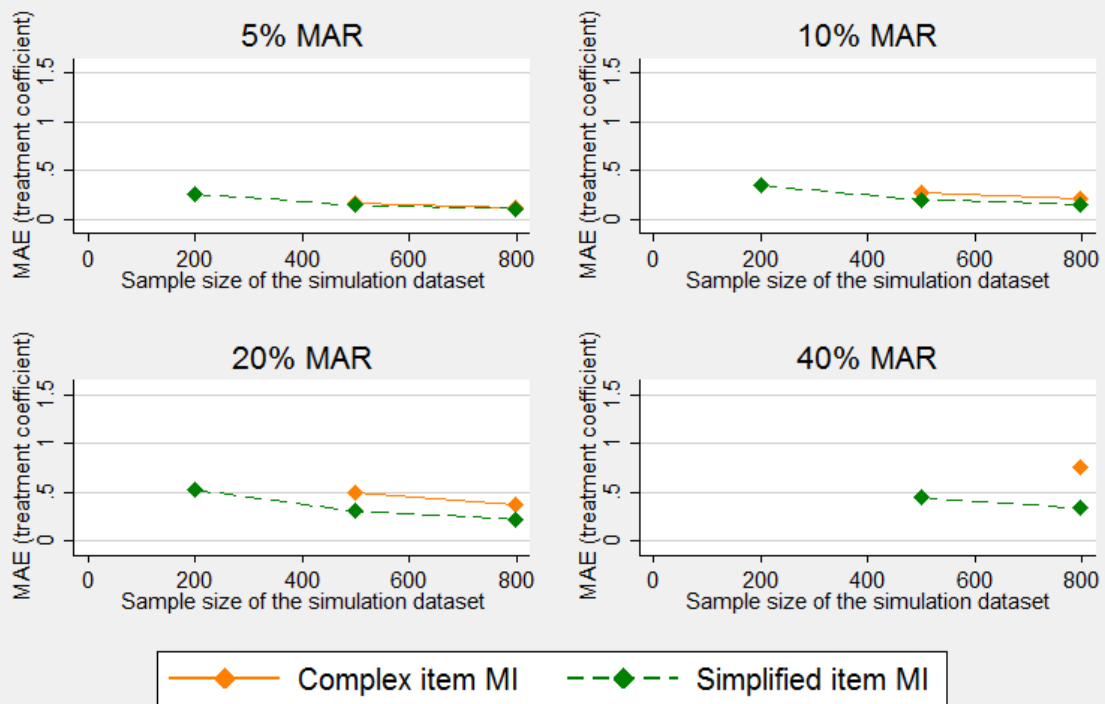 5% MAR
MAE (treatment coefficient)
1.5
1
.5
0
0 200 400 600 800
Sample size of the simulation dataset
10% MAR
MAE (treatment coefficient)
1.5
1
.5
0
0 200 400 600 800
Sample size of the simulation dataset
20% MAR
MAE (treatment coefficient)
1.5
1
.5
0
0 200 400 600 800
Sample size of the simulation dataset
40% MAR
MAE (treatment coefficient)
1.5
1
.5
0
0 200 400 600 800
Sample size of the simulation dataset
Complex item MI
Simplified item MI